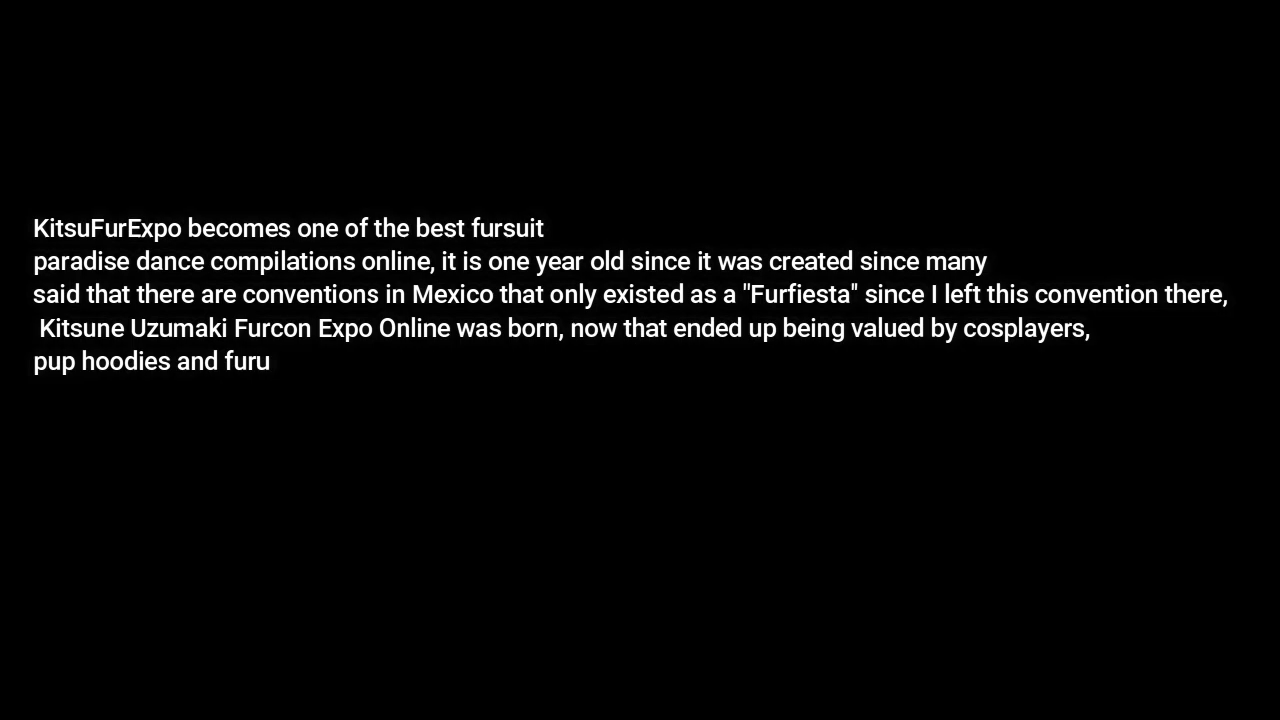 KitsuFurExpo becomes one of the best fursuit
paradise dance compilations online, it is one year old since it was created since many
said that there are conventions in Mexico that only existed as a "Furfiesta" since I left this convention there,
Kitsune Uzumaki Furcon Expo Online was born, now that ended up being valued by cosplayers,
pup hoodies and furu